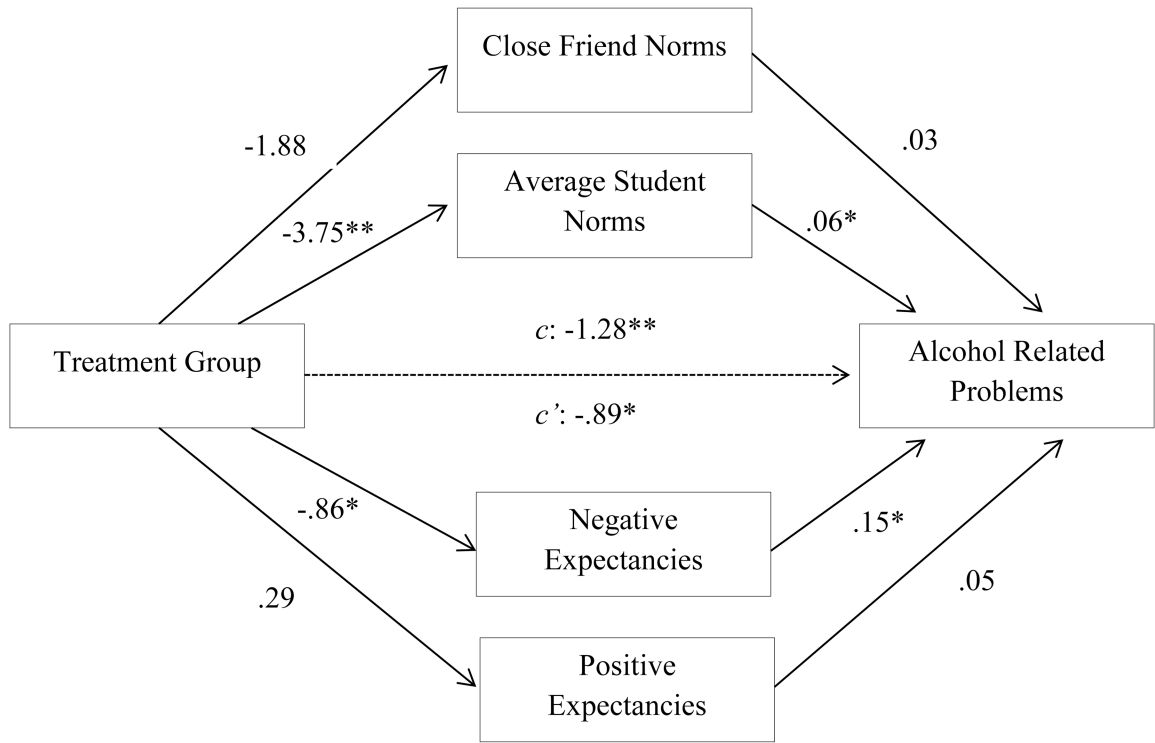 Close Friend Norms
-1.88
.03
Average Student
Norms
-3.75**
.06*
c: -1.28**
Treatment Group
Alcohol Related
Problems
c’: -.89*
-.86*
Negative
Expectancies
.15*
.29
.05
Positive
Expectancies